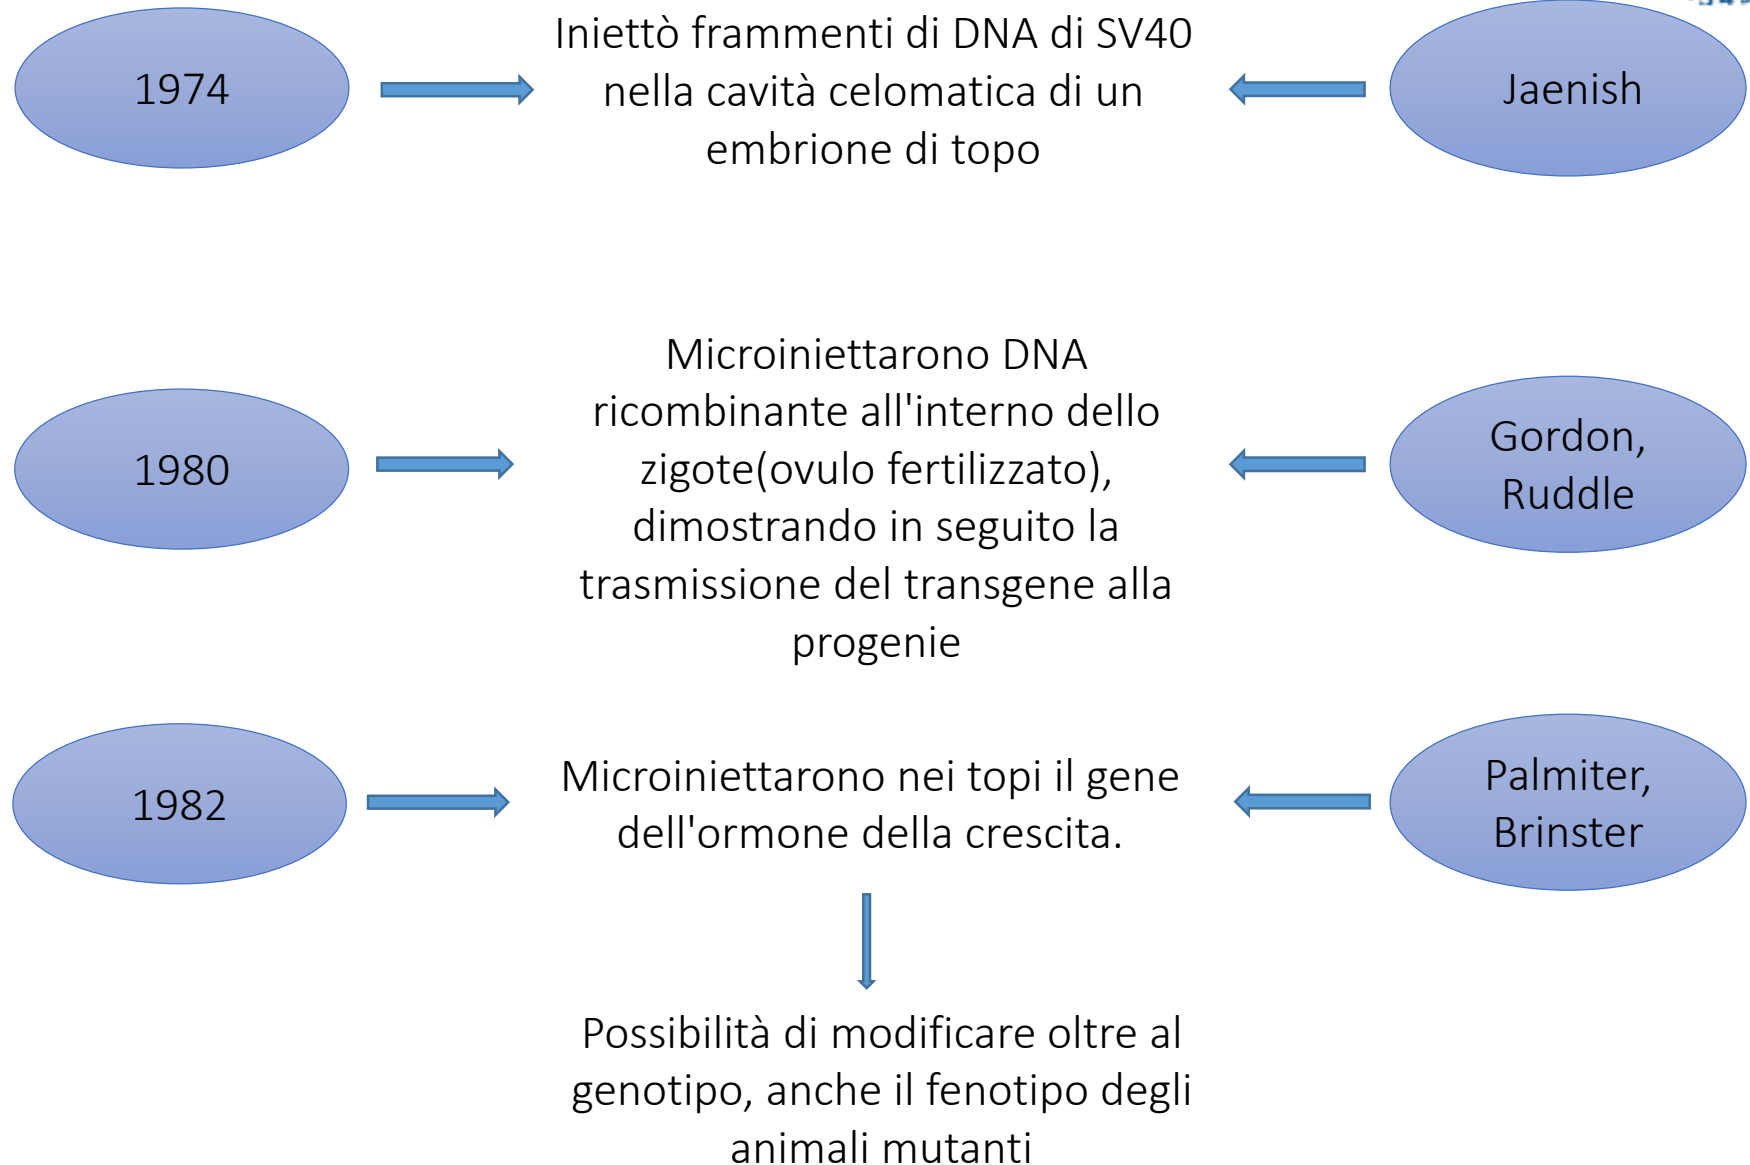 1974
Iniettò frammenti di DNA di SV40
nella cavità celomatica di un
embrione di topo
Jaenish
1980
Microiniettarono DNA
ricombinante all'interno dello
zigote(ovulo fertilizzato),
dimostrando in seguito la
trasmissione del transgene alla
progenie
Gordon,
Ruddle
1982
Microiniettarono nei topi il gene
dell'ormone della crescita.
Palmiter,
Brinster
Possibilità di modificare oltre al
genotipo, anche il fenotipo degli
animali mutanti